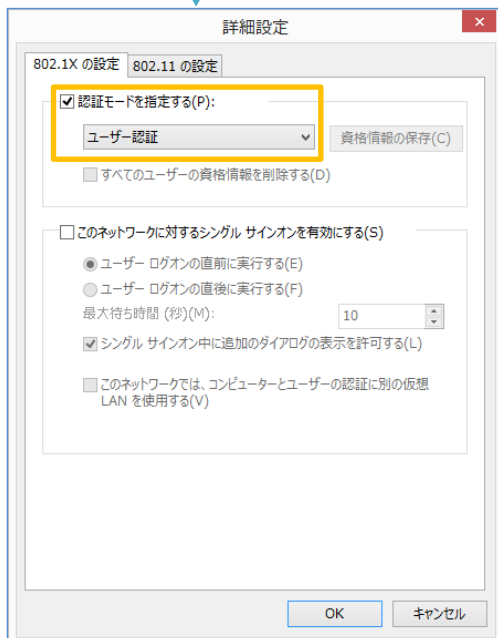 詳細設定
802.1X の設定 802.11 の設定
認証モードを指定する(P):
ユーザー認証 資格情報の保存(C)
すべてのユーザーの資格情報を削除する(D)
このネットワークに対するシングル サインオンを有効にする(S)
ユーザー ログオンの直前に実行する(E)
ユーザー ログオンの直後に実行する(F)
最大待ち時間 (秒)(M): 10
シングル サインオン中に追加のダイアログの表示を許可する(L)
このネットワークでは、コンピューターとユーザーの認証に別の仮想
LAN を使用する(V)
OK キャンセル